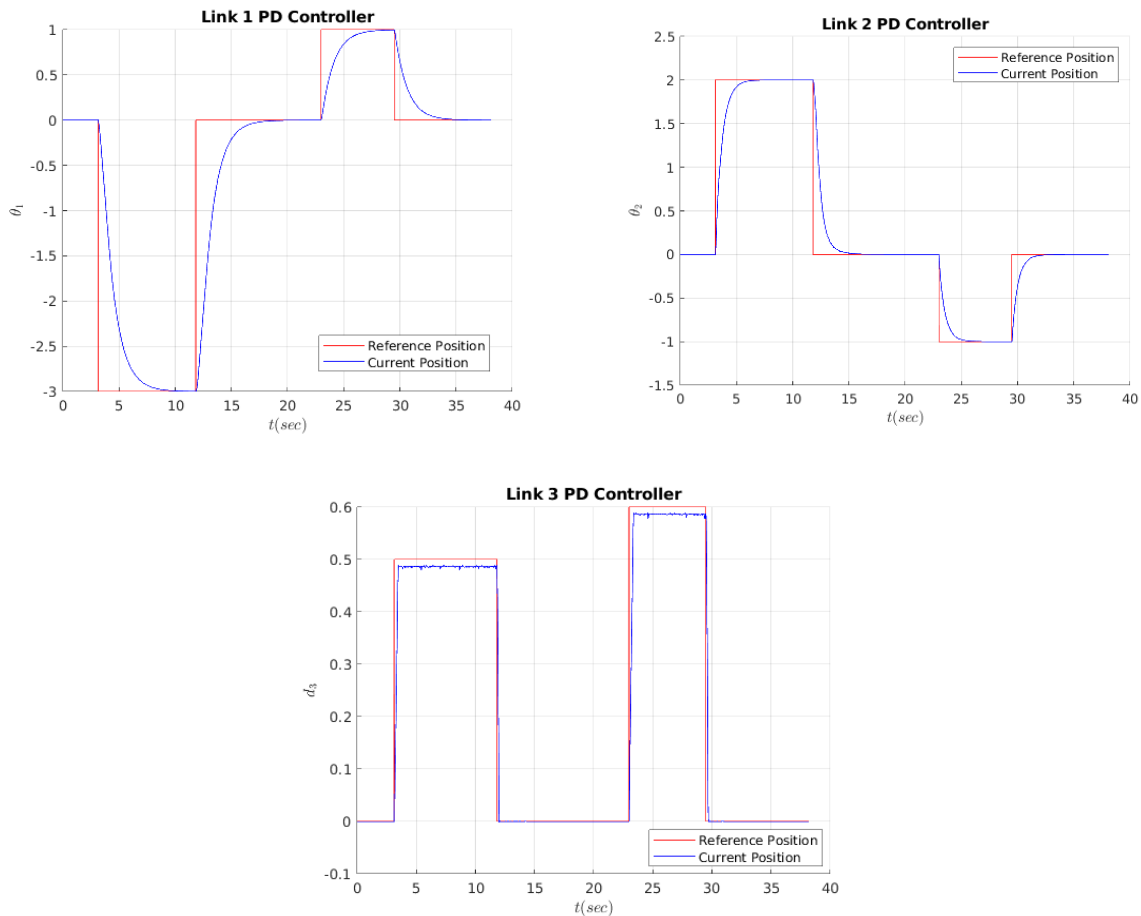 Link 1 PD Controller
1
0.5
0
-0.5
-1
-1.5
-2
-2.5
-3
θ₁
Reference Position
Current Position
0 5 10 15 20 25 30 35 40
t(sec)
Link 2 PD Controller
2.5
2
1.5
1
0.5
0
-0.5
-1
-1.5
θ₂
Reference Position
Current Position
0 5 10 15 20 25 30 35 40
t(sec)
Link 3 PD Controller
0.6
0.5
0.4
0.3
0.2
0.1
0
-0.1
d₃
Reference Position
Current Position
0 5 10 15 20 25 30 35 40
t(sec)